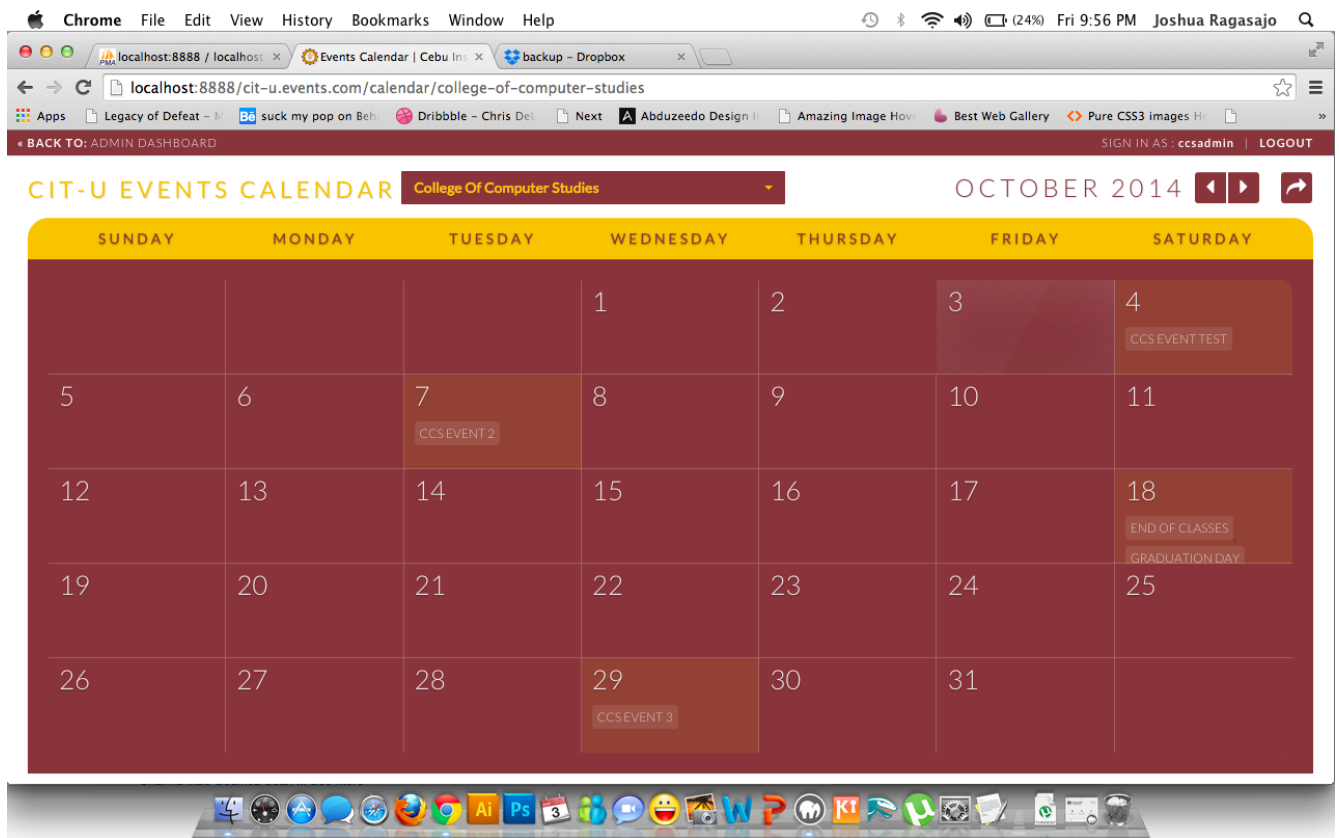 Chrome File Edit View History Bookmarks Window Help (24%) Fri 9:56 PM Joshua Ragasajo
localhost:8888 / localhost Events Calendar | Cebu Ins backup – Dropbox
localhost:8888/cit-u.events.com/calendar/college-of-computer-studies
Apps Legacy of Defeat – M Bē suck my pop on Beh Dribbble – Chris Del Next A Abduzeedo Design I Amazing Image Hov Best Web Gallery Pure CSS3 images H »
« BACK TO: ADMIN DASHBOARD SIGN IN AS : ccsadmin | LOGOUT
CIT-U EVENTS CALENDAR College Of Computer Studies OCTOBER 2014
SUNDAY MONDAY TUESDAY WEDNESDAY THURSDAY FRIDAY SATURDAY
1 2 3 4
CCS EVENT TEST
5 6 7 8 9 10 11
CCS EVENT 2
12 13 14 15 16 17 18
END OF CLASSES
GRADUATION DAY
19 20 21 22 23 24 25
26 27 28 29 30 31
CCS EVENT 3
Ai Ps 3 W P K!